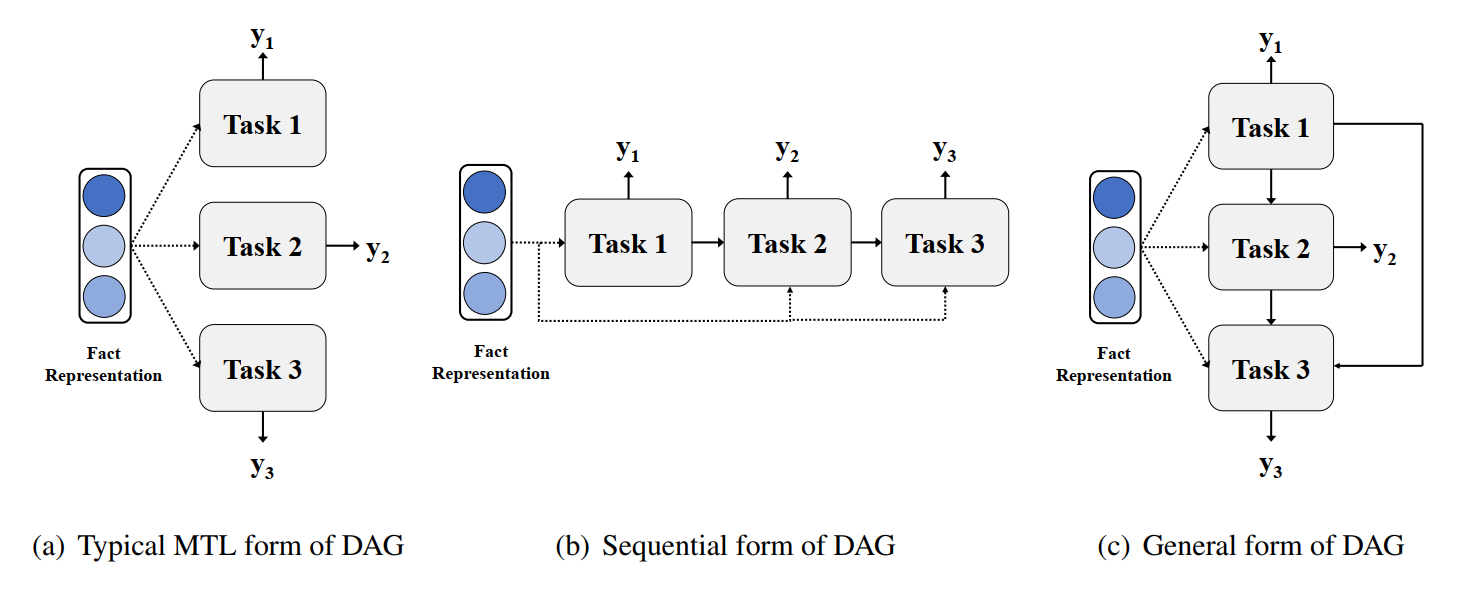 y₁
Task 1
Task 2
y₂
Task 3
y₃
Fact
Representation
(a) Typical MTL form of DAG
y₁
y₂
y₃
Task 1
Task 2
Task 3
Fact
Representation
(b) Sequential form of DAG
y₁
Task 1
Task 2
y₂
Task 3
y₃
Fact
Representation
(c) General form of DAG